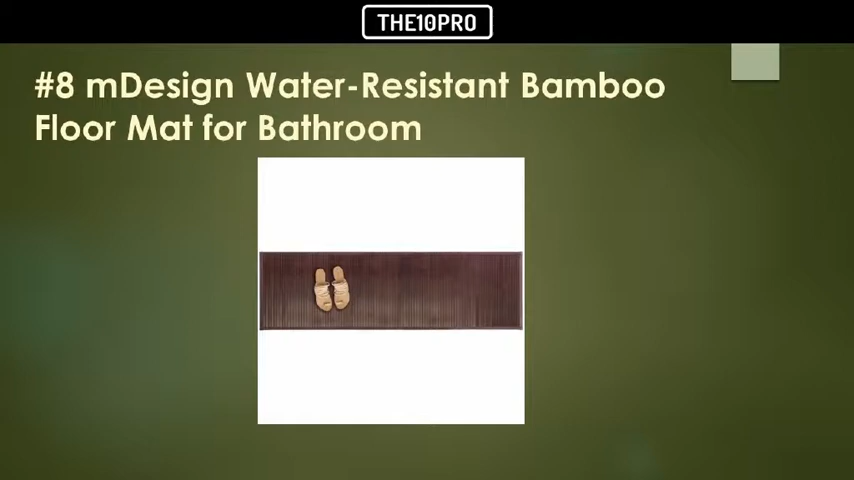 THE10PRO
#8 mDesign Water-Resistant Bamboo
Floor Mat for Bathroom